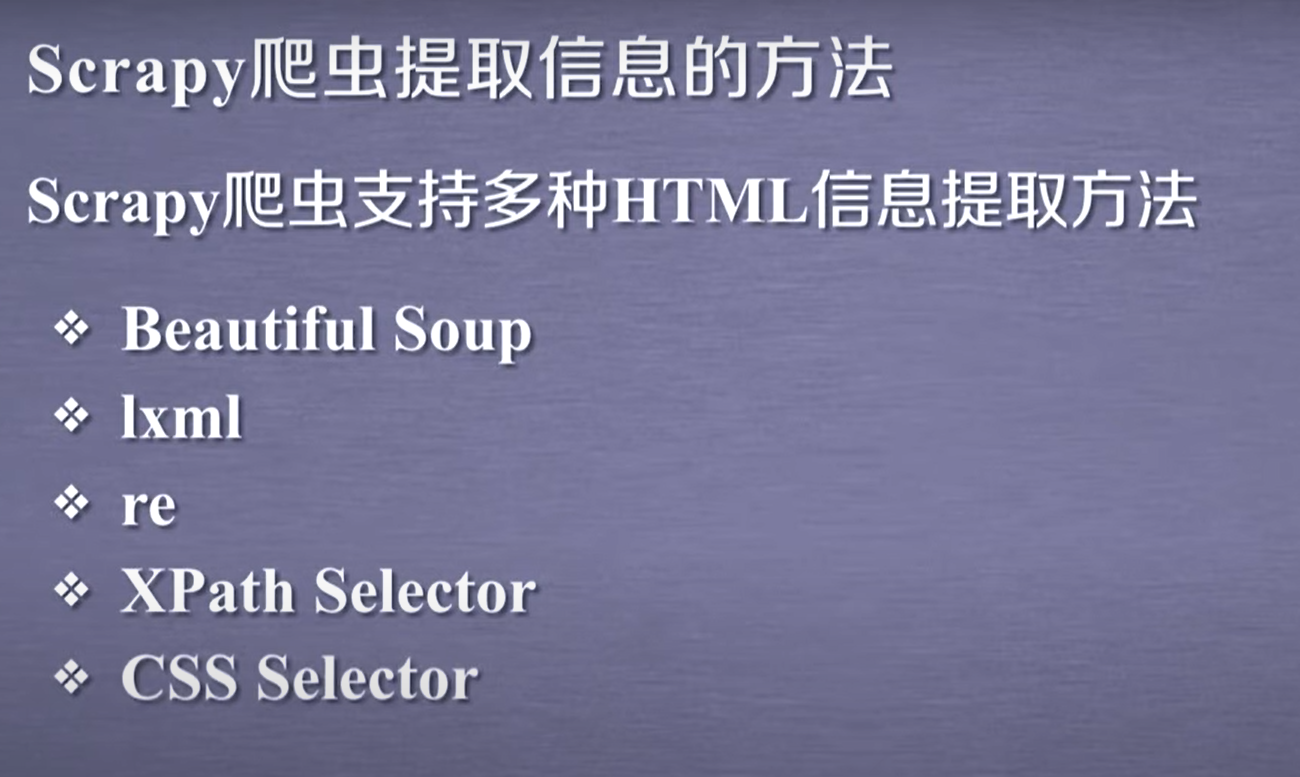 Scrapy爬虫提取信息的方法
Scrapy爬虫支持多种HTML信息提取方法
❖ Beautiful Soup
❖ lxml
❖ re
❖ XPath Selector
❖ CSS Selector